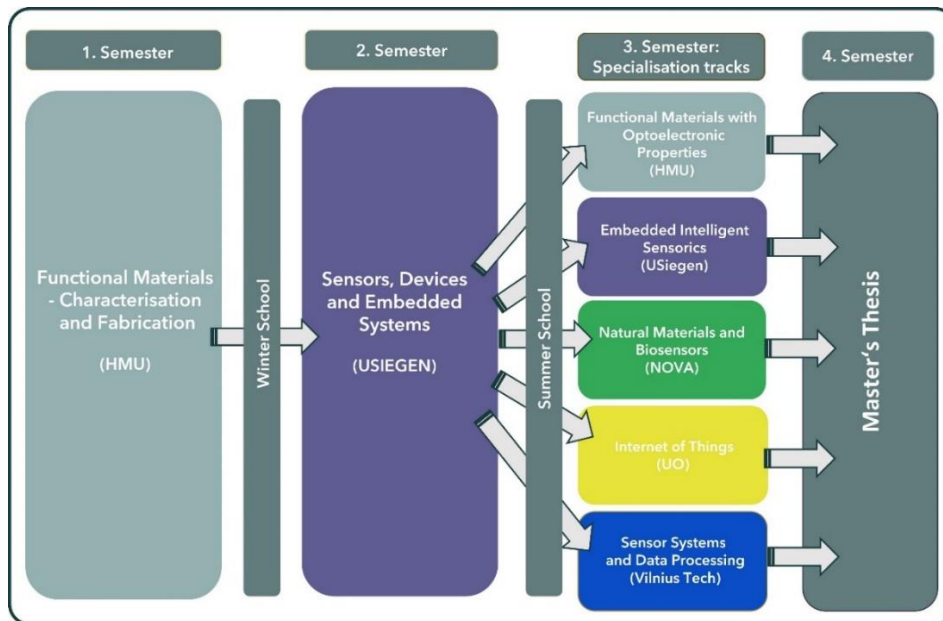 1. Semester
Functional Materials
- Characterisation
and Fabrication
(HMU)
Winter School
2. Semester
Sensors, Devices
and Embedded
Systems
(USIEGEN)
Summer School
3. Semester:
Specialisation tracks
Functional Materials with
Optoelectronic
Properties
(HMU)
Embedded Intelligent
Sensorics
(USiegen)
Natural Materials and
Biosensors
(NOVA)
Internet of Things
(UO)
Sensor Systems
and Data Processing
(Vilnius Tech)
4. Semester
Master's Thesis